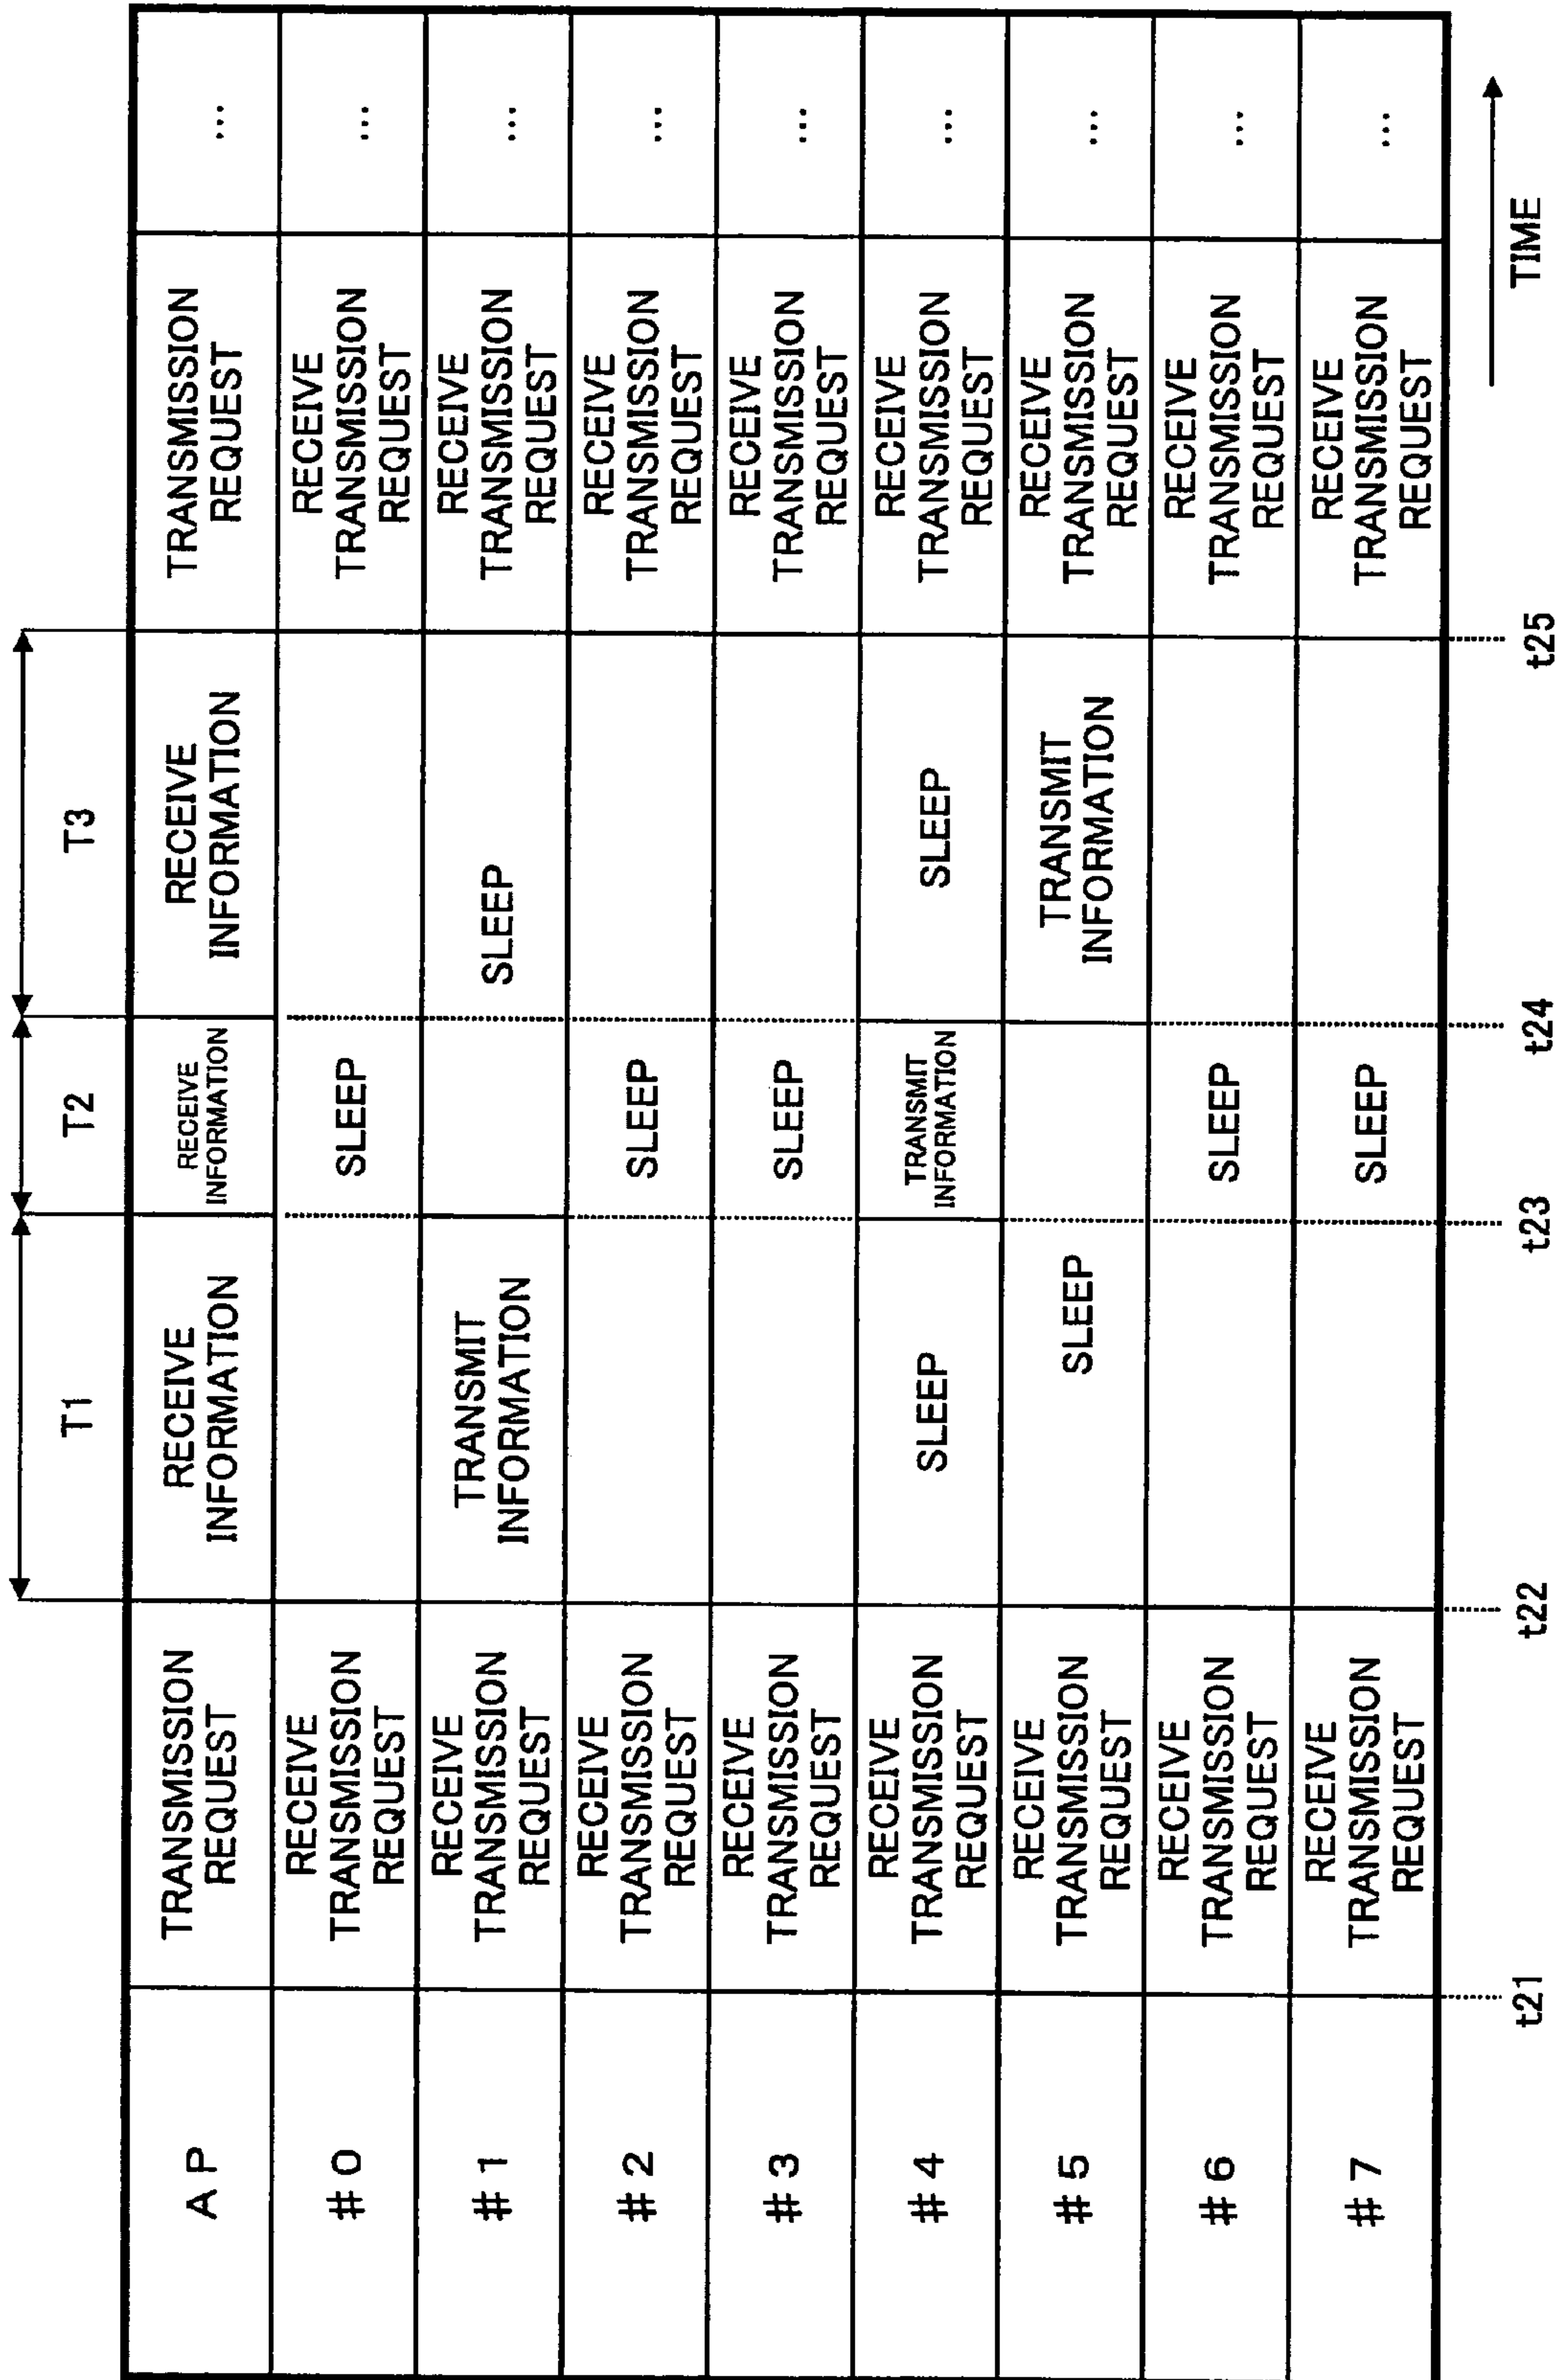 T1
T2
T3
A P
TRANSMISSION
REQUEST
RECEIVE
INFORMATION
RECEIVE
INFORMATION
RECEIVE
INFORMATION
TRANSMISSION
REQUEST
...
# 0
RECEIVE
TRANSMISSION
REQUEST
SLEEP
RECEIVE
TRANSMISSION
REQUEST
...
# 1
RECEIVE
TRANSMISSION
REQUEST
TRANSMIT
INFORMATION
SLEEP
RECEIVE
TRANSMISSION
REQUEST
...
# 2
RECEIVE
TRANSMISSION
REQUEST
SLEEP
RECEIVE
TRANSMISSION
REQUEST
...
# 3
RECEIVE
TRANSMISSION
REQUEST
SLEEP
RECEIVE
TRANSMISSION
REQUEST
...
# 4
RECEIVE
TRANSMISSION
REQUEST
SLEEP
TRANSMIT
INFORMATION
SLEEP
RECEIVE
TRANSMISSION
REQUEST
...
# 5
RECEIVE
TRANSMISSION
REQUEST
SLEEP
TRANSMIT
INFORMATION
RECEIVE
TRANSMISSION
REQUEST
...
# 6
RECEIVE
TRANSMISSION
REQUEST
SLEEP
RECEIVE
TRANSMISSION
REQUEST
...
# 7
RECEIVE
TRANSMISSION
REQUEST
SLEEP
RECEIVE
TRANSMISSION
REQUEST
...
t21
t22
t23
t24
t25
TIME